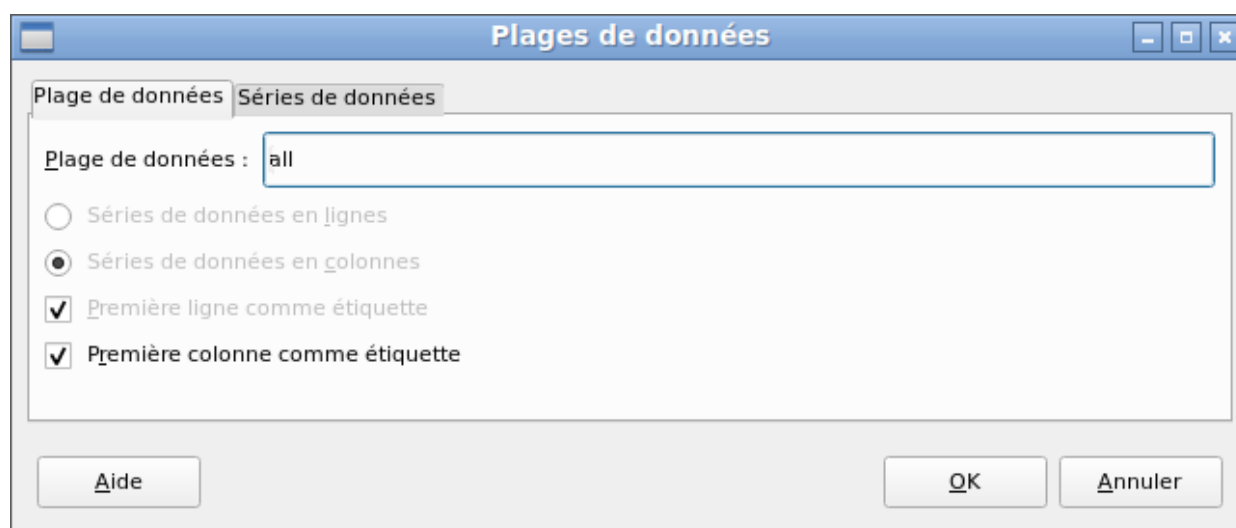 Plages de données
Plage de données Séries de données
Plage de données : all
Séries de données en lignes
Séries de données en colonnes
Première ligne comme étiquette
Première colonne comme étiquette
Aide OK Annuler